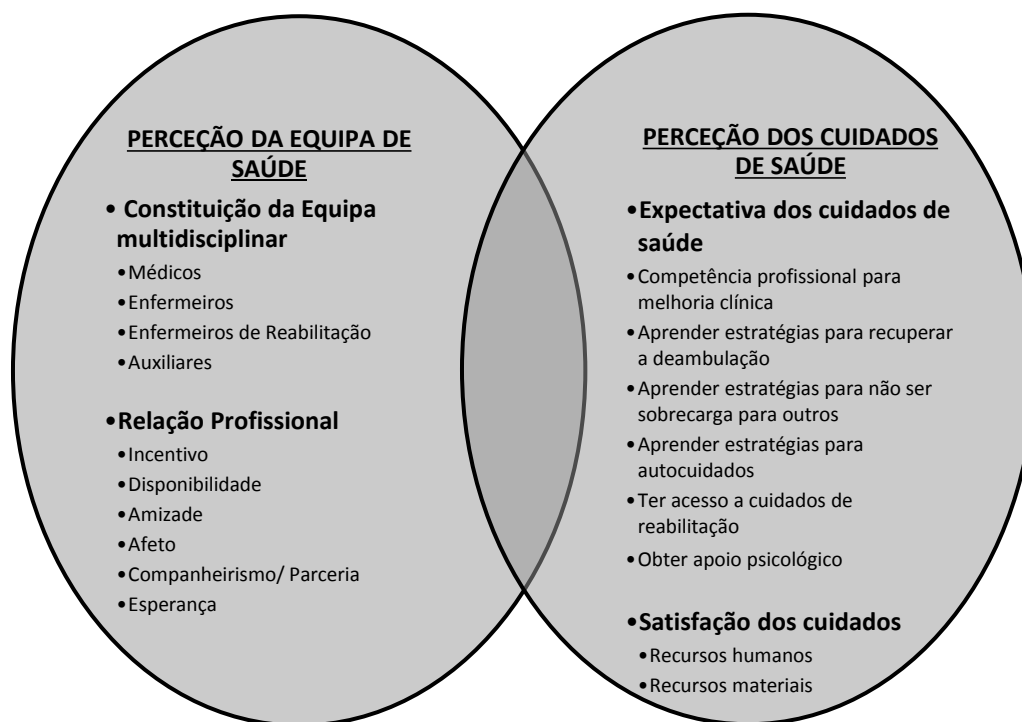 PERCEÇÃO DA EQUIPA DE
SAÚDE
• Constituição da Equipa
multidisciplinar
•Médicos
•Enfermeiros
•Enfermeiros de Reabilitação
•Auxiliares
•Relação Profissional
•Incentivo
•Disponibilidade
•Amizade
•Afeto
•Companheirismo/ Parceria
•Esperança
PERCEÇÃO DOS CUIDADOS
DE SAÚDE
•Expectativa dos cuidados de
saúde
•Competência profissional para
melhoria clínica
•Aprender estratégias para recuperar
a deambulação
•Aprender estratégias para não ser
sobrecarga para outros
•Aprender estratégias para
autocuidados
•Ter acesso a cuidados de
reabilitação
•Obter apoio psicológico
•Satisfação dos cuidados
•Recursos humanos
•Recursos materiais